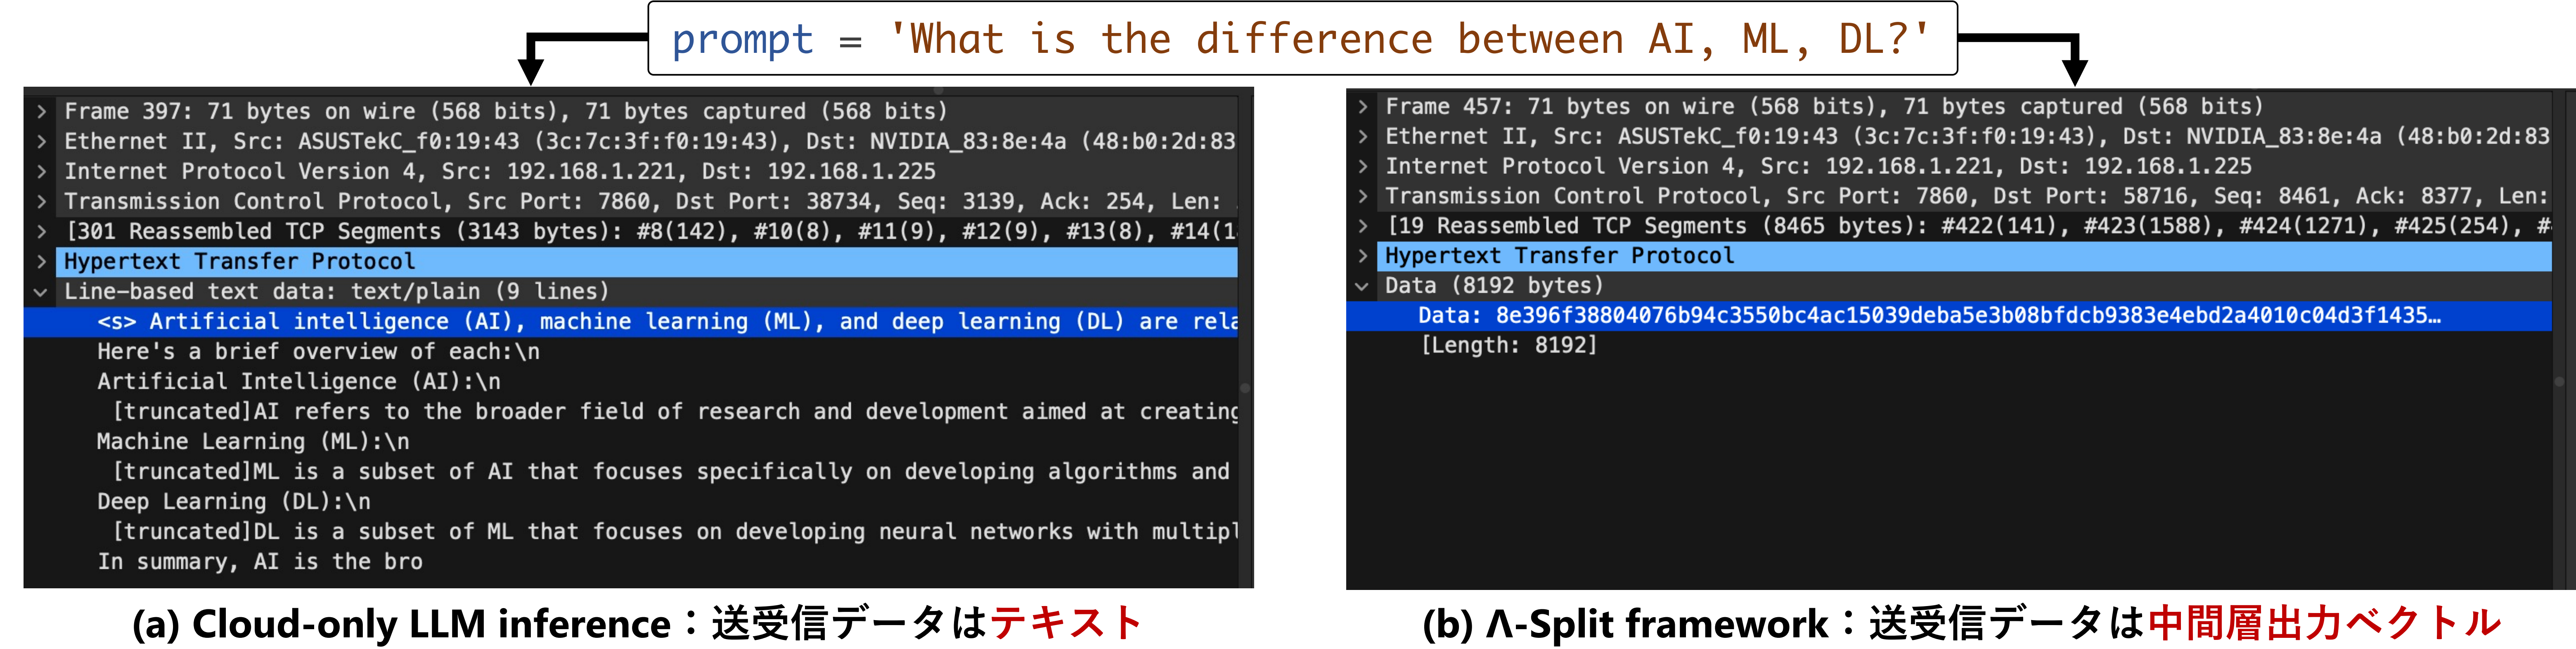 prompt = 'What is the difference between AI, ML, DL?'
Frame 397: 71 bytes on wire (568 bits), 71 bytes captured (568 bits)
Ethernet II, Src: ASUSTekC_f0:19:43 (3c:7c:3f:f0:19:43), Dst: NVIDIA_83:8e:4a (48:b0:2d:83
Internet Protocol Version 4, Src: 192.168.1.221, Dst: 192.168.1.225
Transmission Control Protocol, Src Port: 7860, Dst Port: 38734, Seq: 3139, Ack: 254, Len:
[301 Reassembled TCP Segments (3143 bytes): #8(142), #10(8), #11(9), #12(9), #13(8), #14(1
Hypertext Transfer Protocol
Line-based text data: text/plain (9 lines)
<s> Artificial intelligence (AI), machine learning (ML), and deep learning (DL) are rela
Here's a brief overview of each:\n
Artificial Intelligence (AI):\n
[truncated]AI refers to the broader field of research and development aimed at creating
Machine Learning (ML):\n
[truncated]ML is a subset of AI that focuses specifically on developing algorithms and
Deep Learning (DL):\n
[truncated]DL is a subset of ML that focuses on developing neural networks with multipl
In summary, AI is the bro
(a) Cloud-only LLM inference：送受信データはテキスト
Frame 457: 71 bytes on wire (568 bits), 71 bytes captured (568 bits)
Ethernet II, Src: ASUSTekC_f0:19:43 (3c:7c:3f:f0:19:43), Dst: NVIDIA_83:8e:4a (48:b0:2d:83
Internet Protocol Version 4, Src: 192.168.1.221, Dst: 192.168.1.225
Transmission Control Protocol, Src Port: 7860, Dst Port: 58716, Seq: 8461, Ack: 8377, Len:
[19 Reassembled TCP Segments (8465 bytes): #422(141), #423(1588), #424(1271), #425(254), #
Hypertext Transfer Protocol
Data (8192 bytes)
Data: 8e396f38804076b94c3550bc4ac15039deba5e3b08bfdcb9383e4ebd2a4010c04d3f1435…
[Length: 8192]
(b) Λ-Split framework：送受信データは中間層出力ベクトル